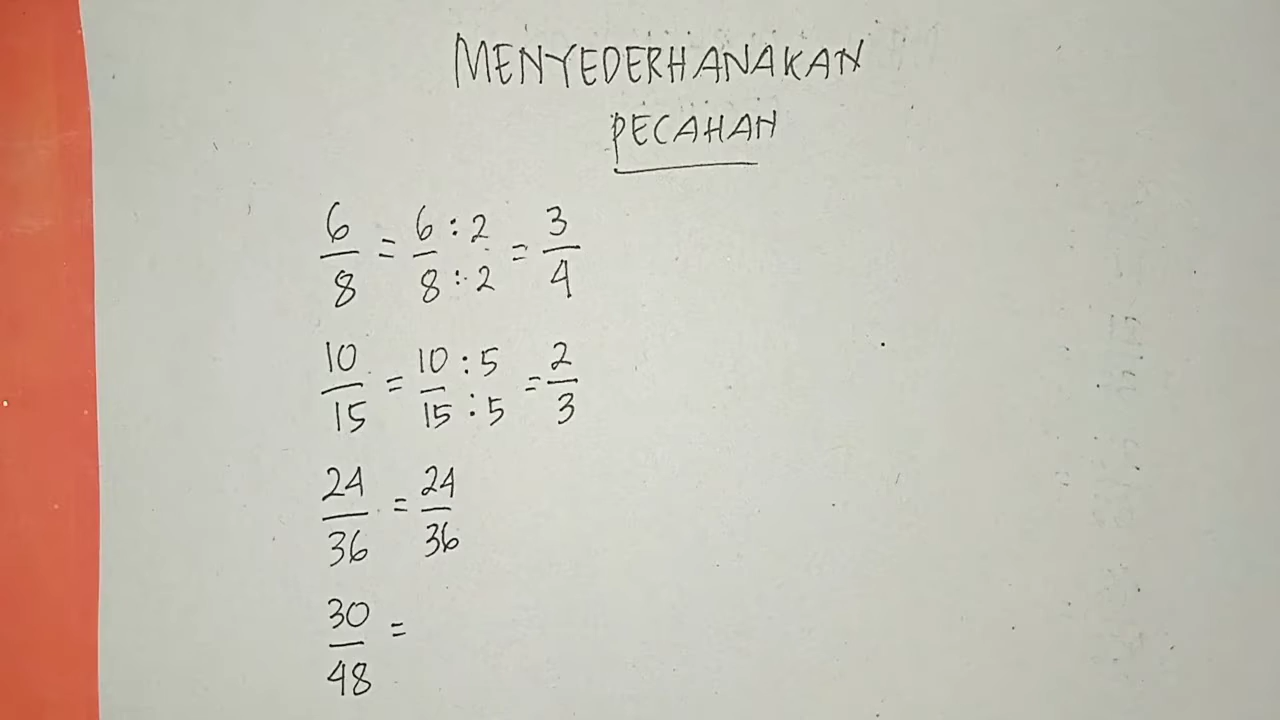 MENYEDERHANAKAN
PECAHAN
6/8 = 6 : 2 / 8 : 2 = 3/4
10/15 = 10 : 5 / 15 : 5 = 2/3
24/36 = 24/36
30/48 =